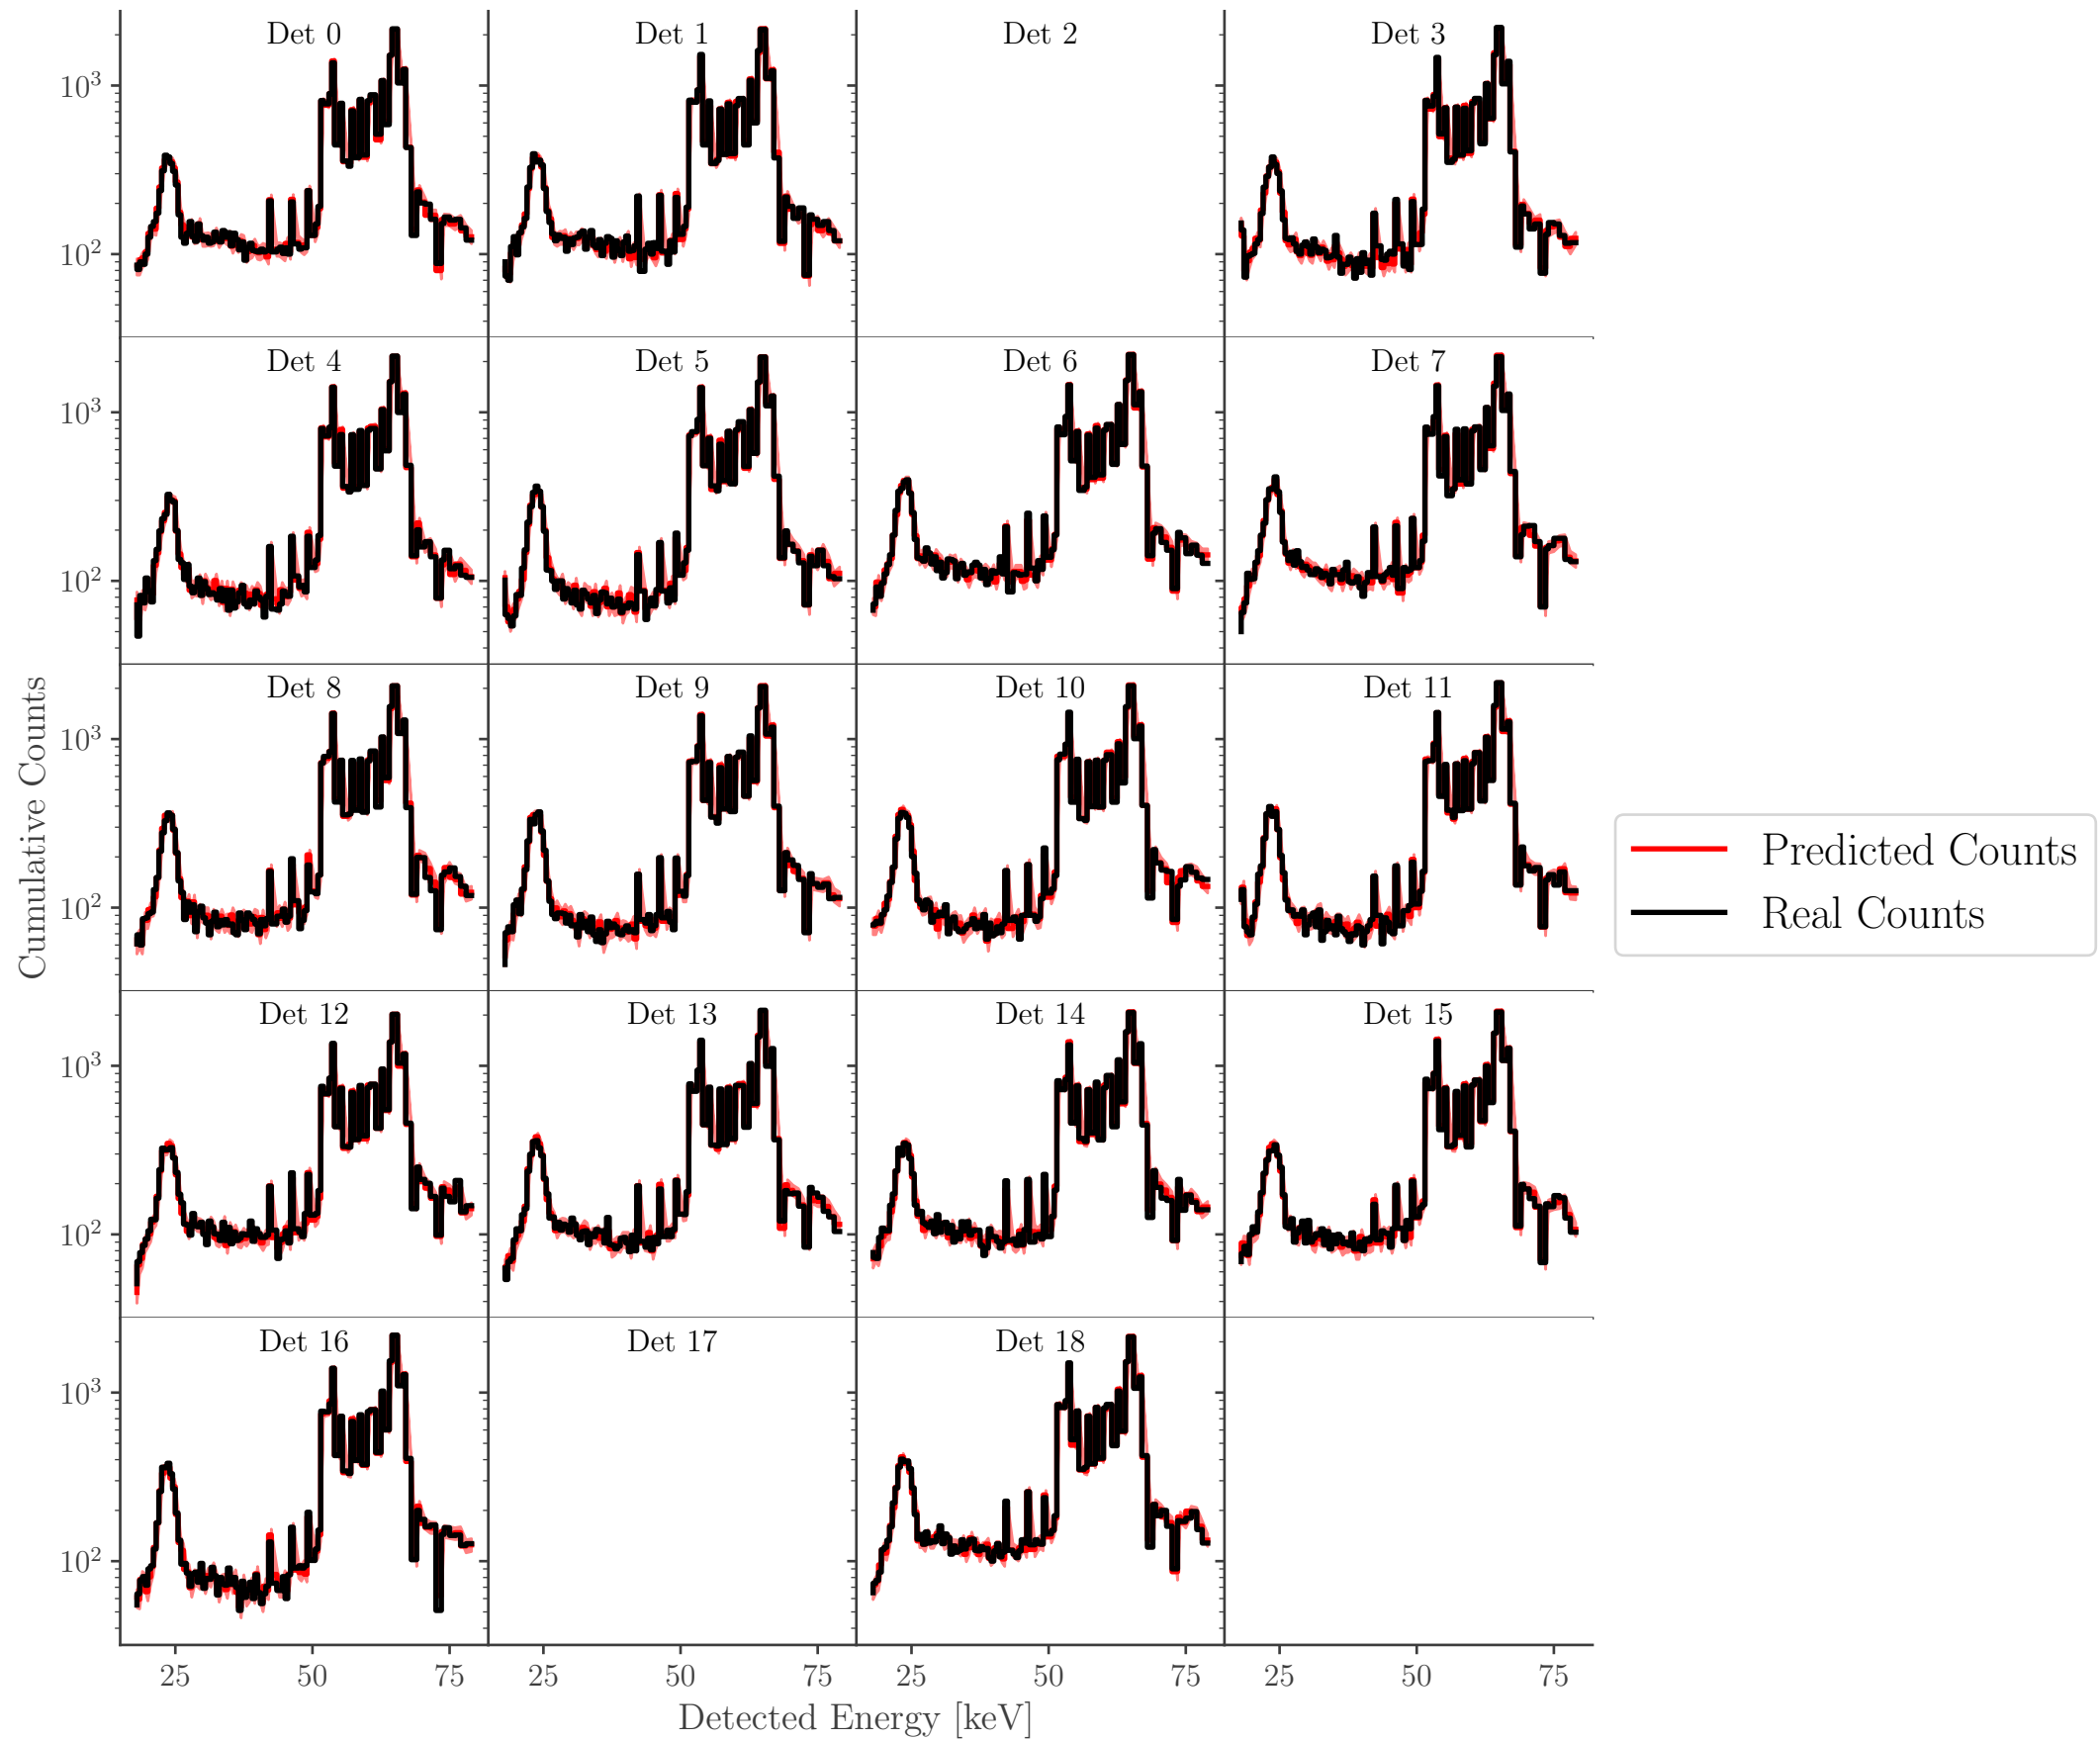 Det 0
Det 1
Det 2
Det 3
10³
10²
Det 4
Det 5
Det 6
Det 7
10³
10²
Det 8
Det 9
Det 10
Det 11
10³
10²
Det 12
Det 13
Det 14
Det 15
10³
10²
Det 16
Det 17
Det 18
10³
10²
25 50 75 25 50 75 25 50 75 25 50 75
Detected Energy [keV]
Cumulative Counts
Predicted Counts
Real Counts